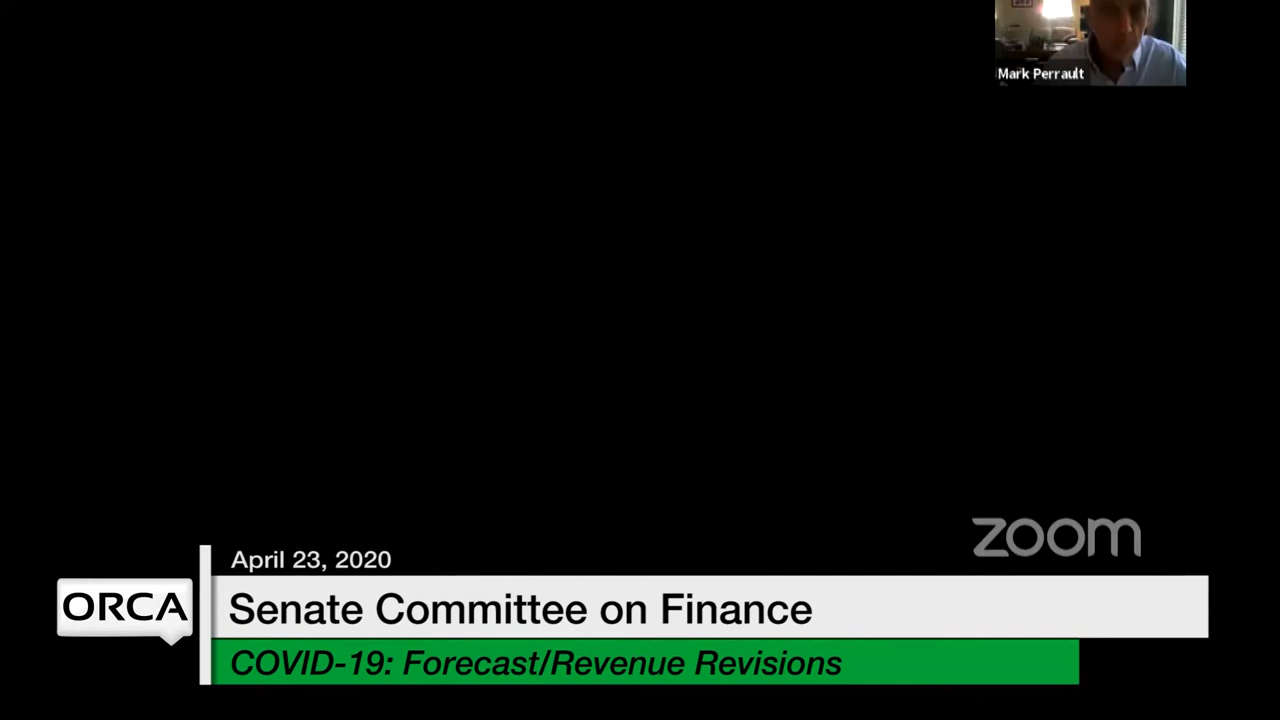 Mark Perrault
zoom
April 23, 2020
ORCA
Senate Committee on Finance
COVID-19: Forecast/Revenue Revisions